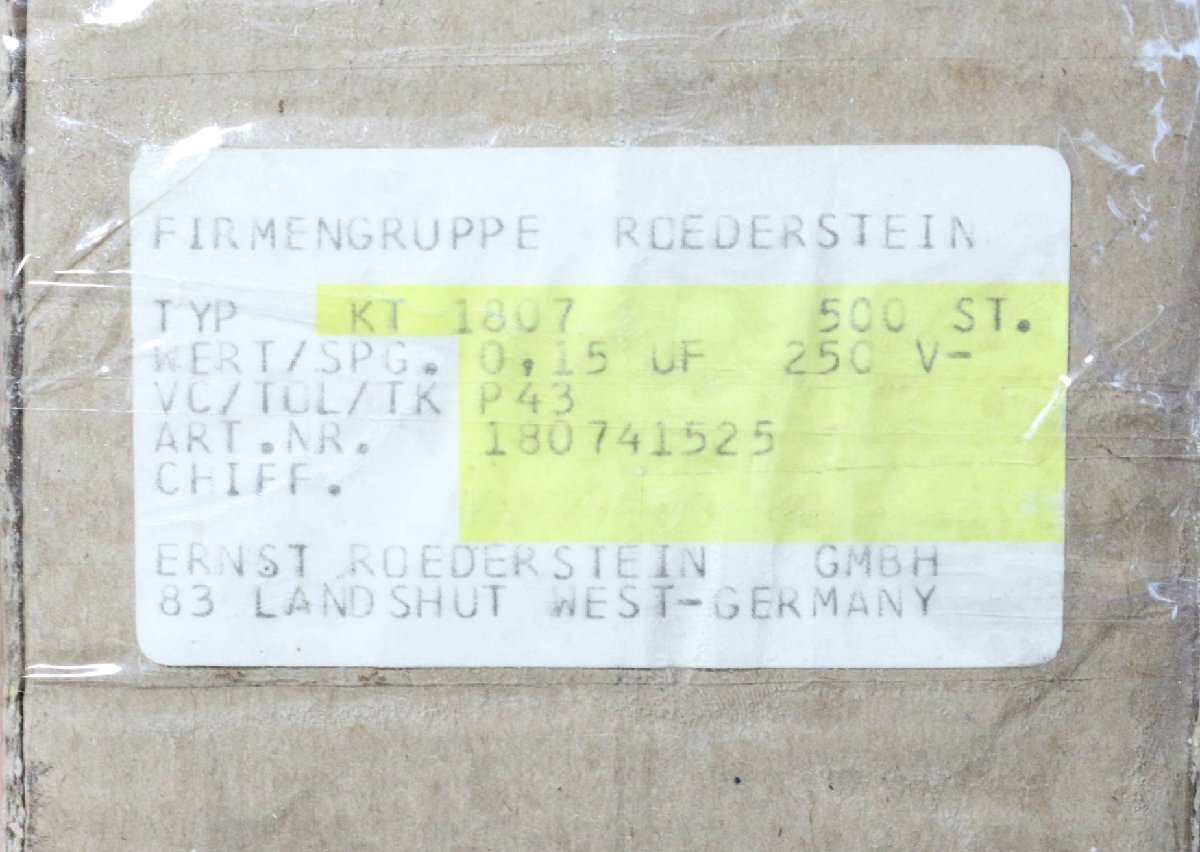 FIRMENGRUPPE ROEDERSTEIN
TYP KT 1807 500 ST.
WERT/SPG. 0,15 UF 250 V-
VC/TOL/TK P43
ART.NR. 180741525
CHIFF.
ERNST ROEDERSTEIN GMBH
83 LANDSHUT WEST-GERMANY